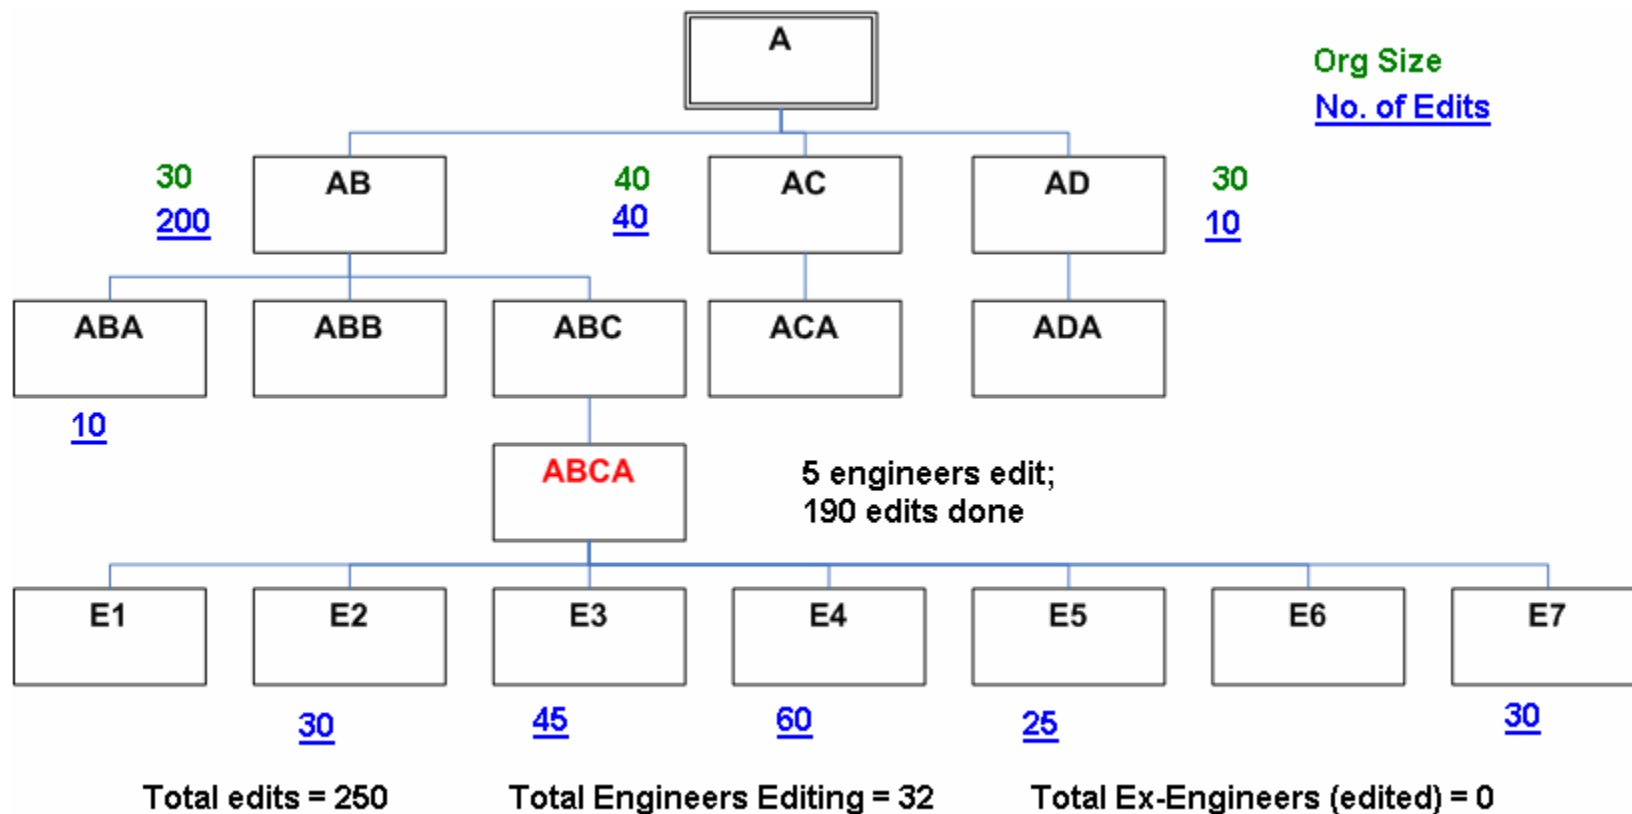 A
Org Size
No. of Edits
30
200
AB
40
40
AC
AD
30
10
ABA
ABB
ABC
ACA
ADA
10
ABCA
5 engineers edit;
190 edits done
E1
E2
E3
E4
E5
E6
E7
30
45
60
25
30
Total edits = 250
Total Engineers Editing = 32
Total Ex-Engineers (edited) = 0